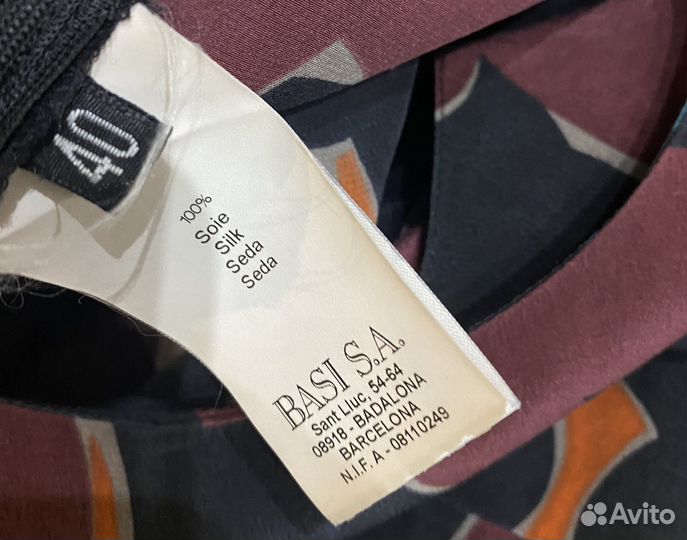 40
100%
Soie
Silk
Seda
Seda
BASI S.A.
Sant Lluc, 54-64
08918 - BADALONA
BARCELONA
N.I.F. A - 08110249
Avito